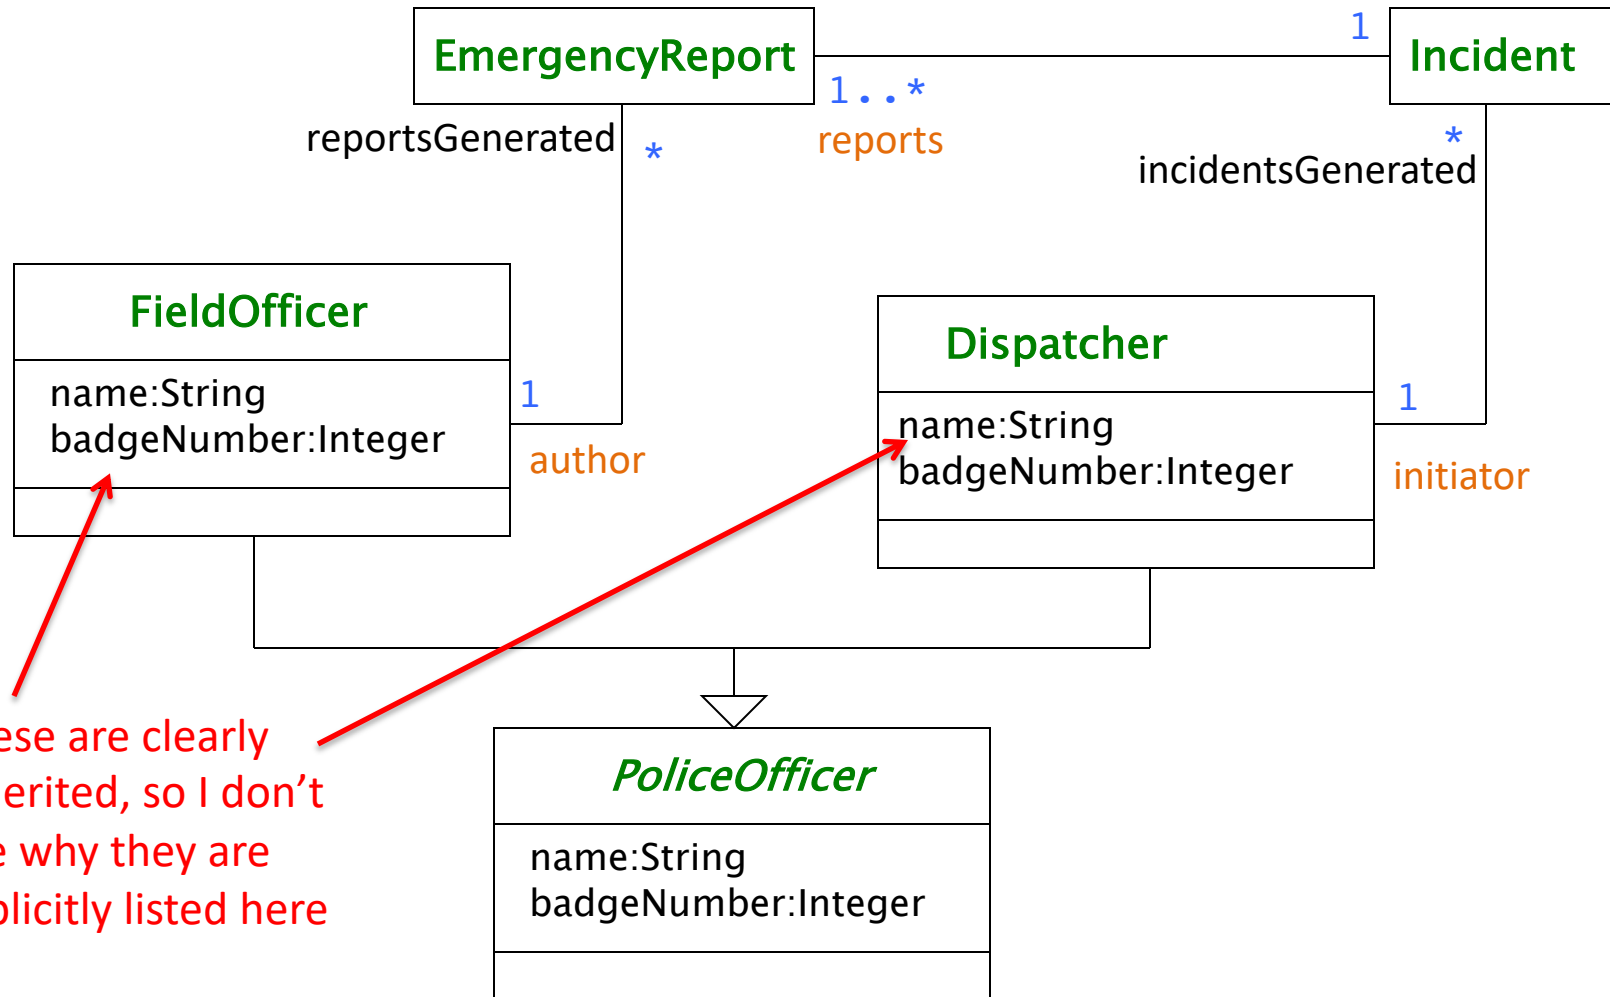 EmergencyReport
1
Incident
1..*
reportsGenerated
*
reports
*
incidentsGenerated
FieldOfficer
name:String
badgeNumber:Integer
1
author
Dispatcher
name:String
badgeNumber:Integer
1
initiator
ese are clearly
erited, so I don’t
e why they are
plicitly listed here
PoliceOfficer
name:String
badgeNumber:Integer